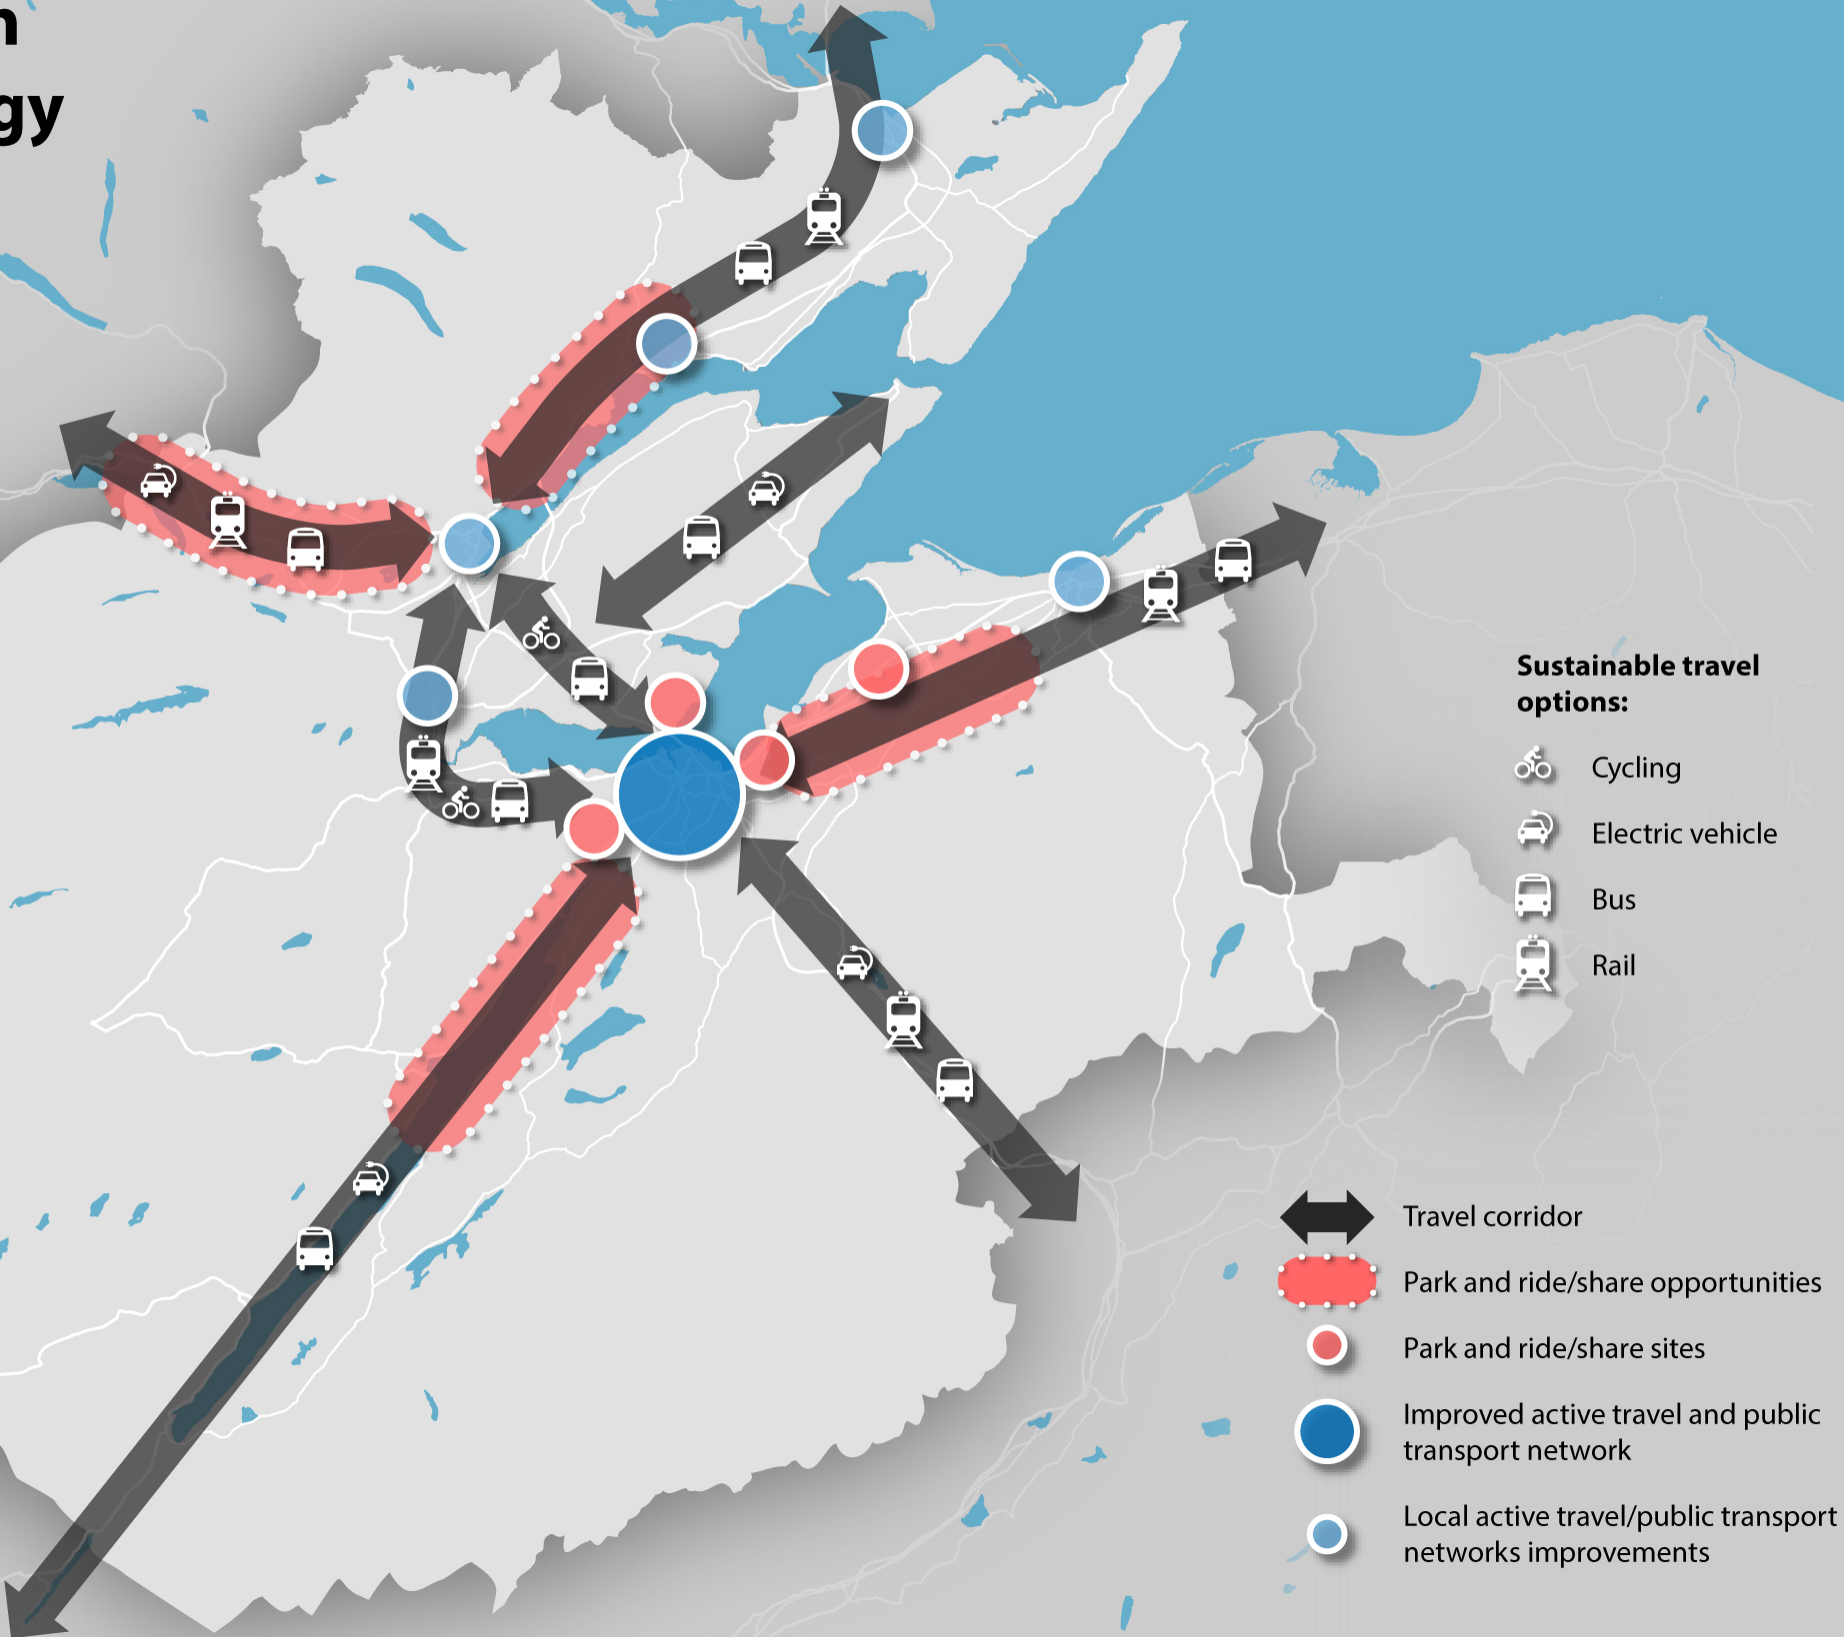 n
gy
Sustainable travel
options:
Cycling
Electric vehicle
Bus
Rail
Travel corridor
Park and ride/share opportunities
Park and ride/share sites
Improved active travel and public
transport network
Local active travel/public transport
networks improvements